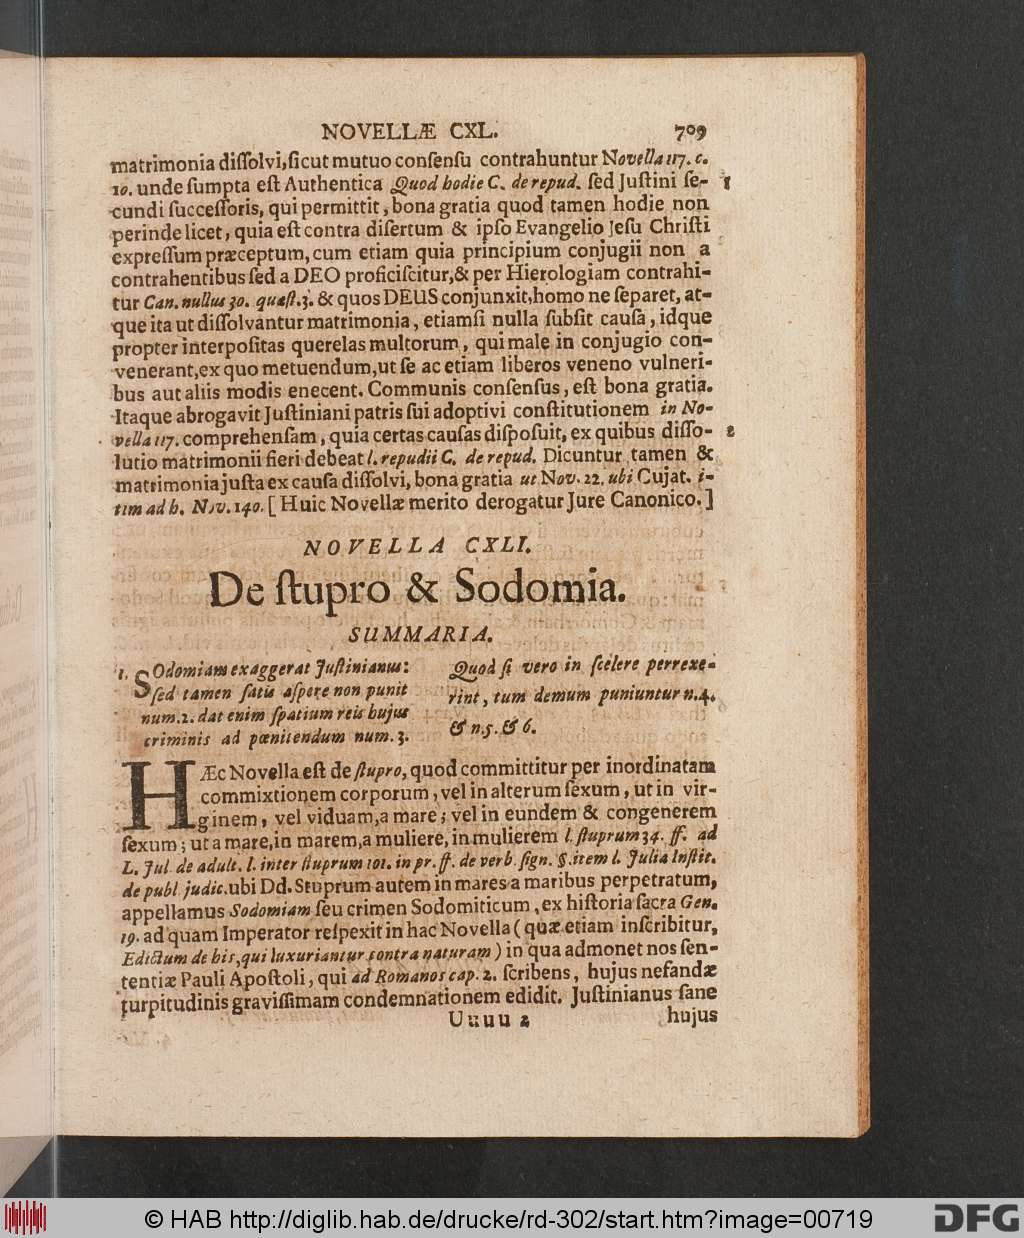 NOVELLÆ CXL. 709
matrimonia diſſolvi, ſicut mutuo conſenſu contrahuntur Novella 117. c.
10. unde ſumpta eſt Authentica Quod hodie C. de repud. ſed Juſtini ſe- 1
cundi ſucceſſoris, qui permittit, bona gratia quod tamen hodie non
perinde licet, quia eſt contra diſertum & ipſo Evangelio Jeſu Chriſti
expreſſum præceptum, cum etiam quia principium conjugii non a
contrahentibus ſed a DEO proficiſcitur, & per Hierologiam contrahi-
tur Can. nullus 30. quæſt. 3. & quos DEUS conjunxit, homo ne ſeparet, at-
que ita ut diſſolvantur matrimonia, etiamſi nulla ſubſit cauſa, idque
propter interpoſitas querelas multorum, qui male in conjugio con-
venerant, ex quo metuendum, ut ſe ac etiam liberos veneno vulneri-
bus aut aliis modis enecent. Communis conſenſus, eſt bona gratia.
Itaque abrogavit Juſtiniani patris ſui adoptivi conſtitutionem in No-
vella 117. comprehenſam, quia certas cauſas diſpoſuit, ex quibus diſſo- 2
lutio matrimonii fieri debeat l. repudii C. de repud. Dicuntur tamen &
matrimonia juſta ex cauſa diſſolvi, bona gratia ut Nov. 22. ubi Cujat. i-
tim ad h. Nov. 140. [Huic Novellæ merito derogatur Jure Canonico.]
NOVELLA CXLI.
De ſtupro & Sodomia.
SUMMARIA.
1. SOdomiam exaggerat Juſtinianus:
ſed tamen ſatis aſpere non punit
num. 2. dat enim ſpatium reis hujus
criminis ad pœnitendum num. 3.
Quod ſi vero in ſcelere perrexe-
rint, tum demum puniuntur n. 4.
& n. 5. & 6.
HÆc Novella eſt de ſtupro, quod committitur per inordinatam
commixtionem corporum, vel in alterum ſexum, ut in vir-
ginem, vel viduam, a mare; vel in eundem & congenerem
ſexum; ut a mare, in marem, a muliere, in mulierem l. ſtuprum 34. ff. ad
L. Jul. de adult. l. inter ſtuprum 101. in pr. ff. de verb. ſign. §. item l. Julia Inſtit.
de publ judic. ubi Dd. Stuprum autem in mares a maribus perpetratum,
appellamus Sodomiam ſeu crimen Sodomiticum, ex hiſtoria ſacra Gen.
19. ad quam Imperator reſpexit in hac Novella (quæ etiam inſcribitur,
Edictum de his, qui luxuriantur contra naturam) in qua admonet nos ſen-
tentiæ Pauli Apoſtoli, qui ad Romanos cap. 2. ſcribens, hujus nefandæ
turpitudinis graviſſimam condemnationem edidit. Juſtinianus ſane
Uuuu 2 hujus
© HAB http://diglib.hab.de/drucke/rd-302/start.htm?image=00719
DFG